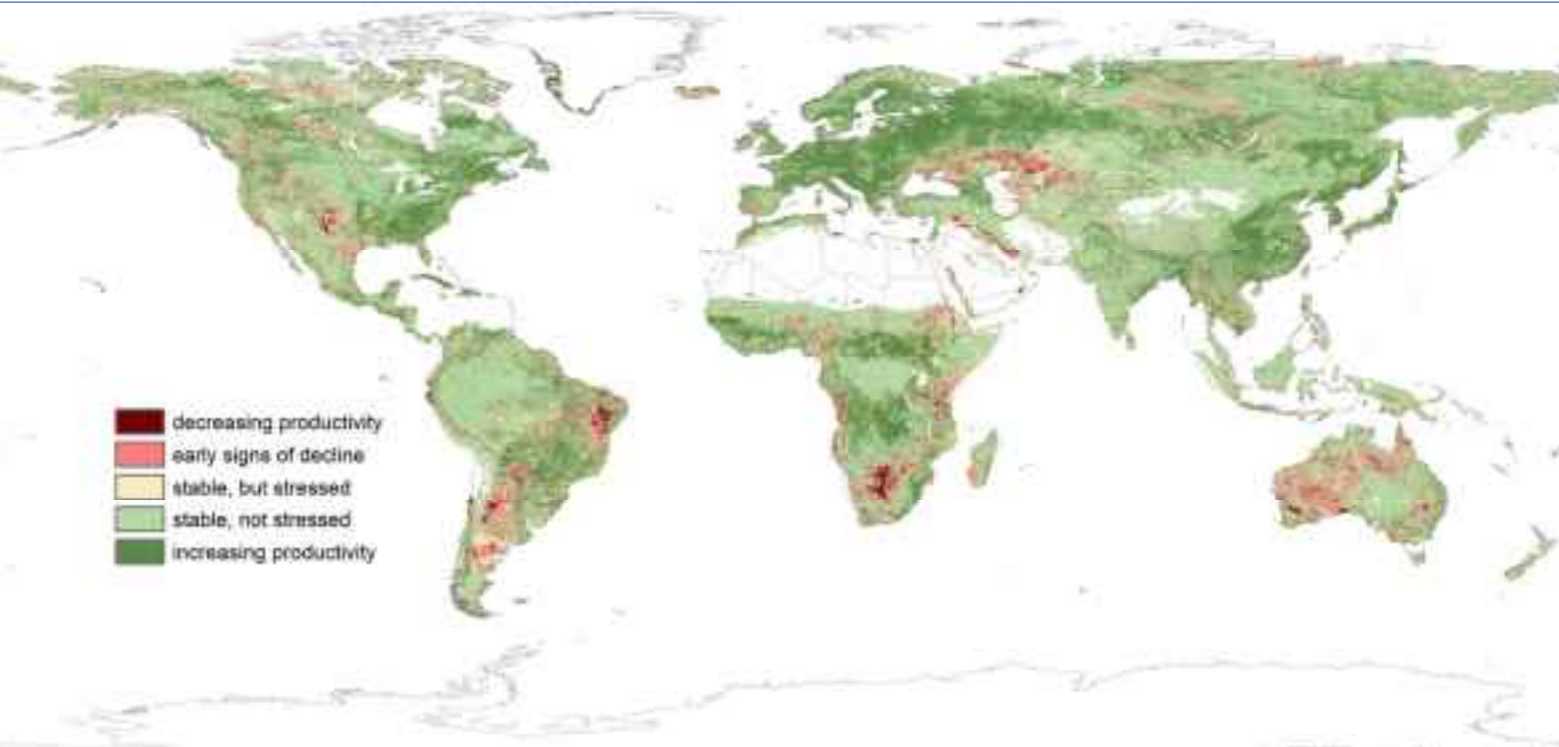 decreasing productivity
early signs of decline
stable, but stressed
stable, not stressed
increasing productivity